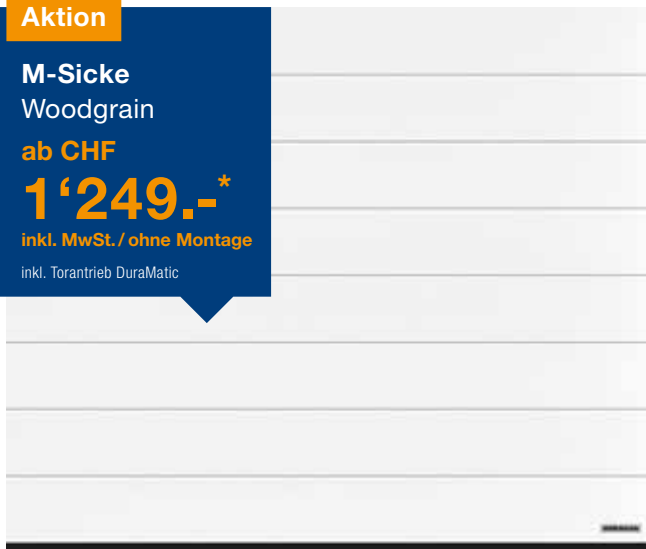 Aktion
M-Sicke
Woodgrain
ab CHF
1‘249.-*
inkl. MwSt. / ohne Montage
inkl. Torantrieb DuraMatic